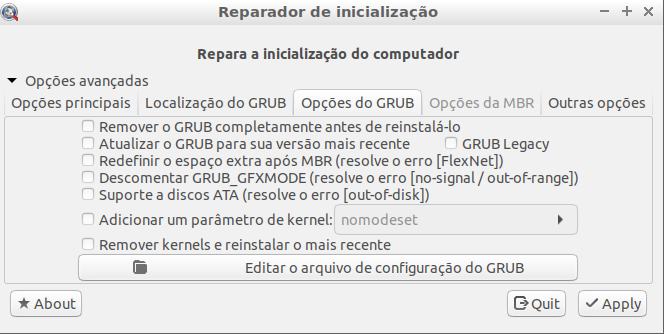 Reparador de inicialização
Repara a inicialização do computador
Opções avançadas
Opções principais Localização do GRUB Opções do GRUB Opções da MBR Outras opções
Remover o GRUB completamente antes de reinstalá-lo
Atualizar o GRUB para sua versão mais recente GRUB Legacy
Redefinir o espaço extra após MBR (resolve o erro [FlexNet])
Descomentar GRUB_GFXMODE (resolve o erro [no-signal / out-of-range])
Suporte a discos ATA (resolve o erro [out-of-disk])
Adicionar um parâmetro de kernel: nomodeset
Remover kernels e reinstalar o mais recente
Editar o arquivo de configuração do GRUB
About Quit Apply